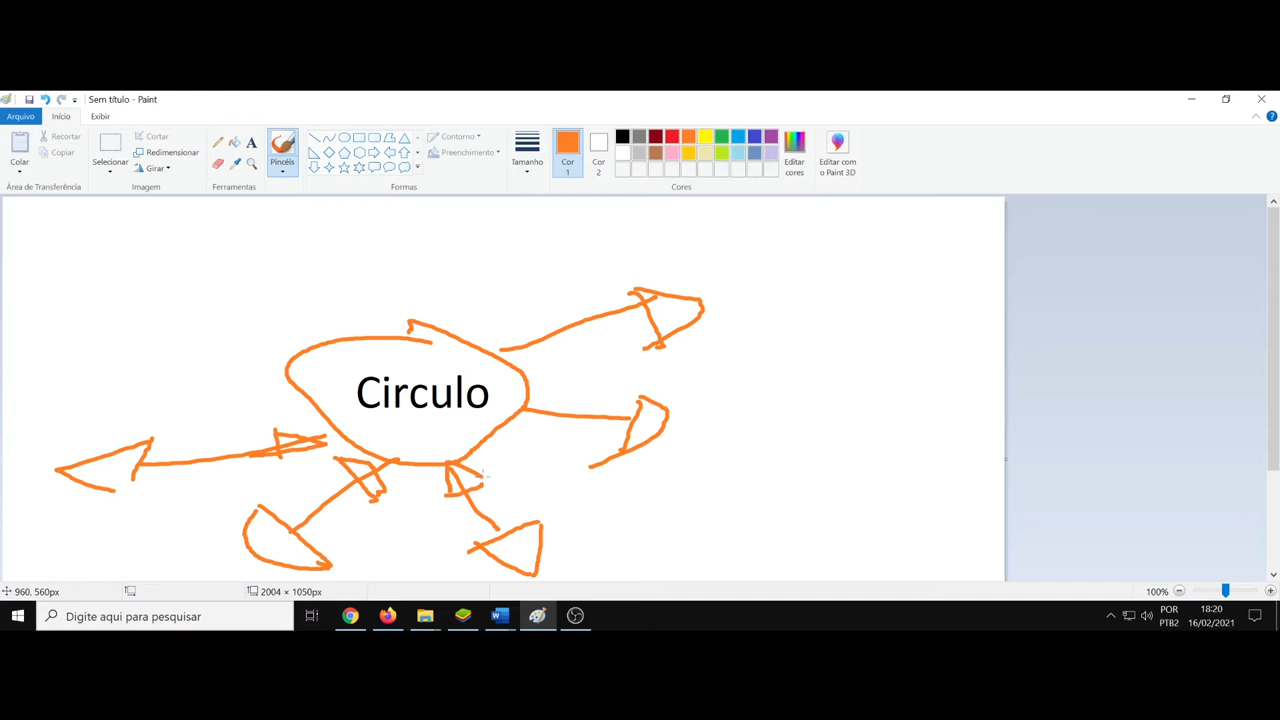 Sem título - Paint
Arquivo Início Exibir
Colar
Recortar
Copiar
Área de Transferência
Selecionar
Cortar
Redimensionar
Girar
Imagem
A
Ferramentas
Pincéis
Contorno
Preenchimento
Formas
Tamanho
Cor
1
Cor
2
Cores
Editar
cores
Editar com
o Paint 3D
Circulo
960, 560px
2004 × 1050px
100%
Digite aqui para pesquisar
POR
PTB2
18:20
16/02/2021